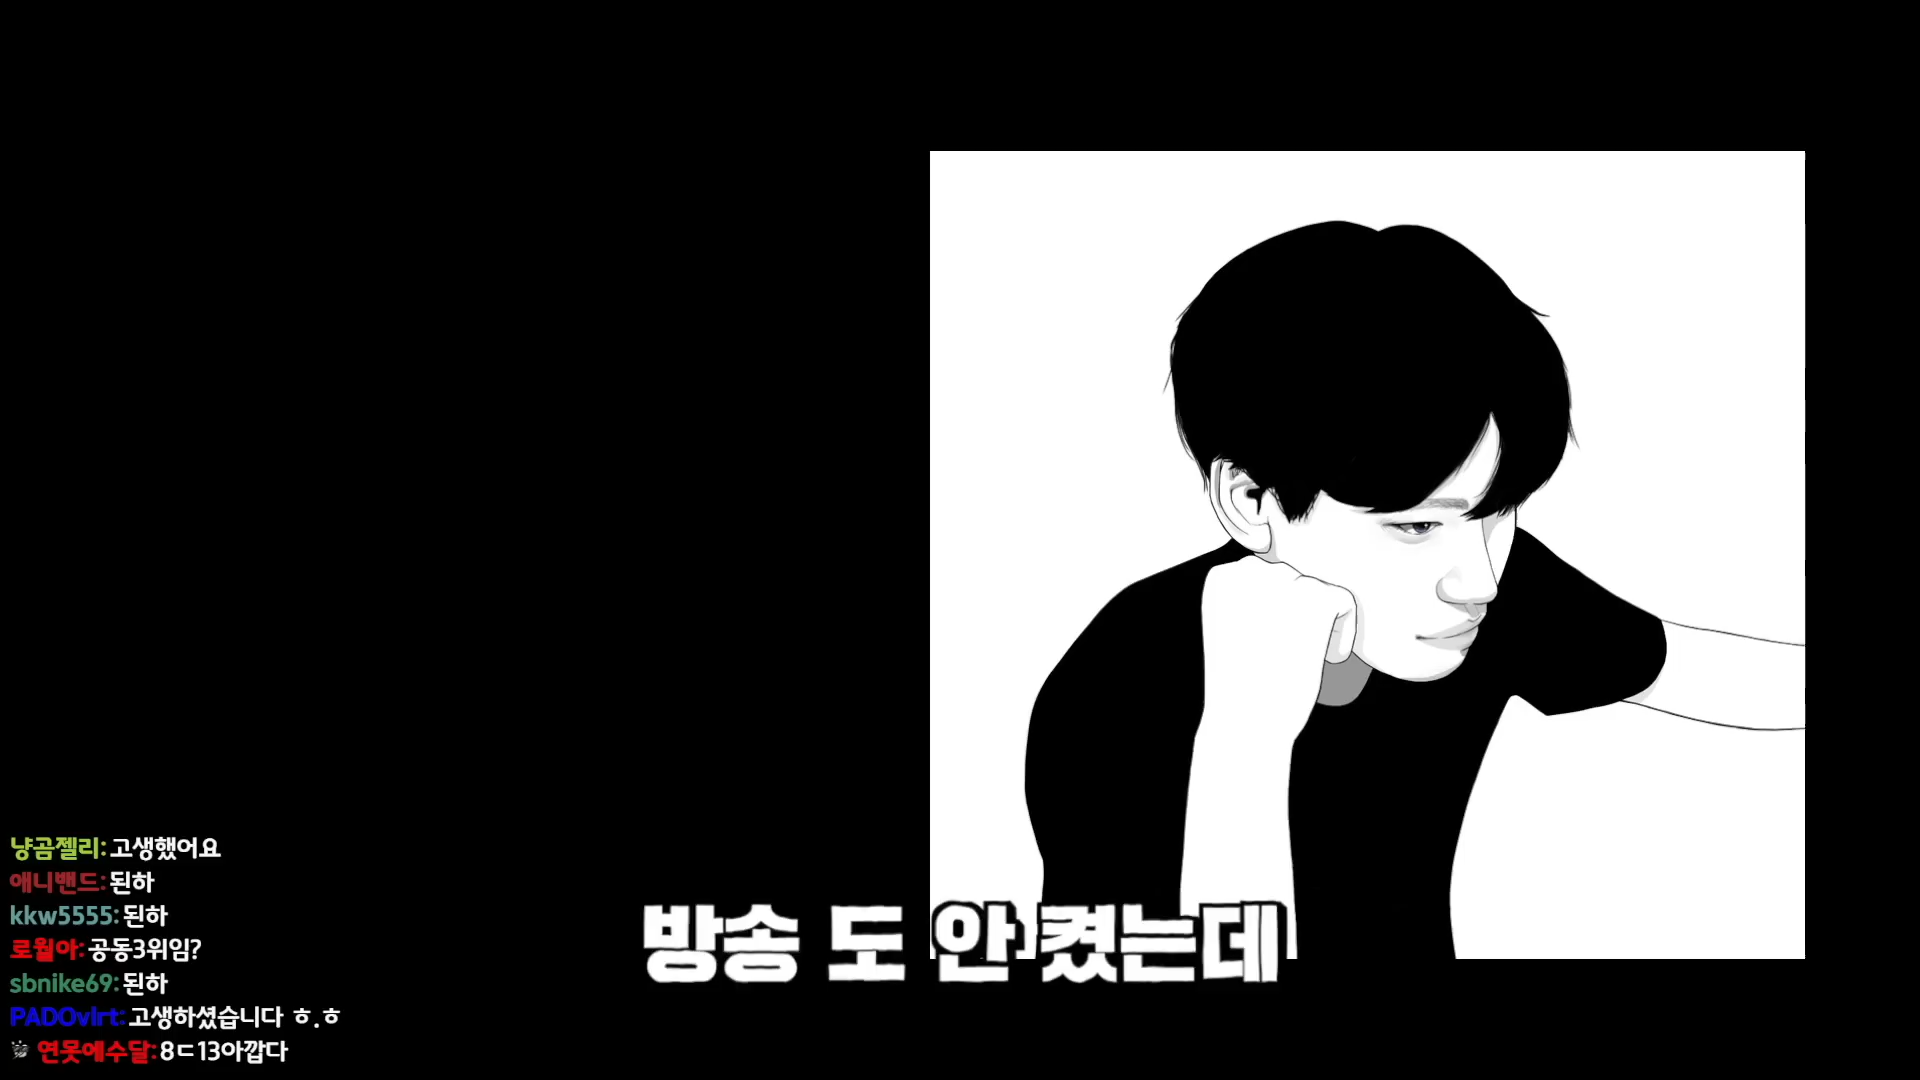 냥곰젤리: 고생했어요
애니밴드: 된하
kkw5555: 된하
로월아: 공동3위임?
sbnike69: 된하
PADOvlrt: 고생하셨습니다 ㅎ.ㅎ
연못에수달: 8ㄷ13아깝다
방송 도 안 켰는데